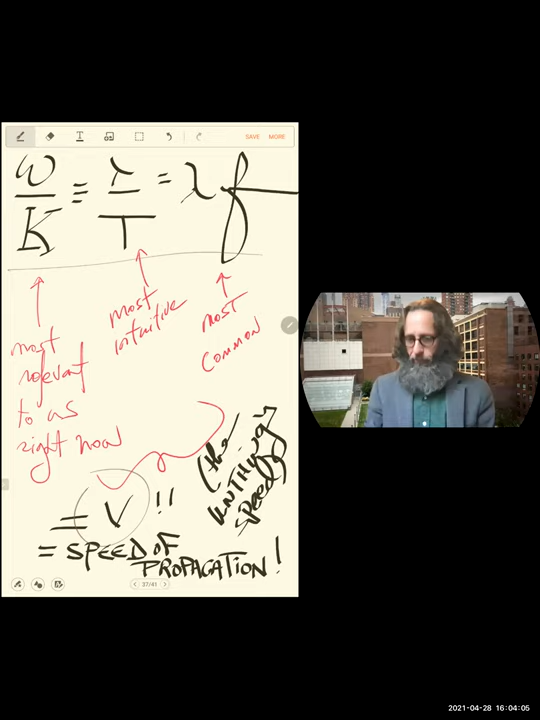 T
SAVE MORE
ω/K ≡ λ/T = λf
most relevant to us right now
most intuitive
most common
(the
speed
= V !!
= SPEED OF
PROPAGATION!
37/41
2021-04-28 16:04:05